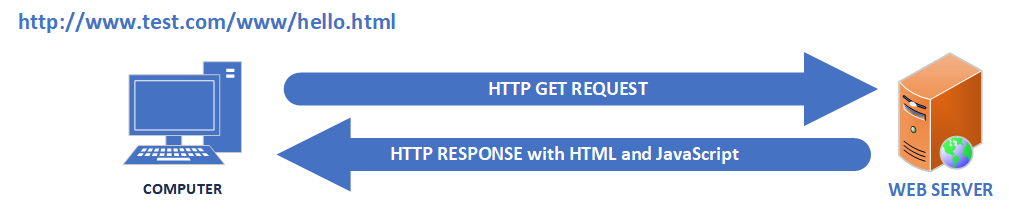 http://www.test.com/www/hello.html
HTTP GET REQUEST
HTTP RESPONSE with HTML and JavaScript
COMPUTER
WEB SERVER